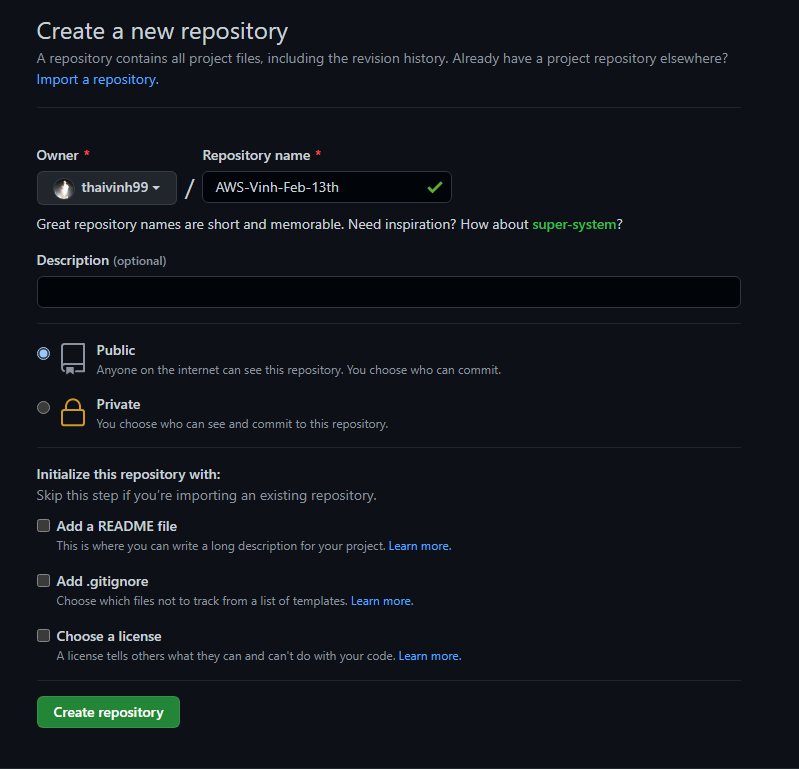 Create a new repository
A repository contains all project files, including the revision history. Already have a project repository elsewhere?
Import a repository.
Owner * Repository name *
thaivinh99 / AWS-Vinh-Feb-13th
Great repository names are short and memorable. Need inspiration? How about super-system?
Description (optional)
Public
Anyone on the internet can see this repository. You choose who can commit.
Private
You choose who can see and commit to this repository.
Initialize this repository with:
Skip this step if you're importing an existing repository.
Add a README file
This is where you can write a long description for your project. Learn more.
Add .gitignore
Choose which files not to track from a list of templates. Learn more.
Choose a license
A license tells others what they can and can't do with your code. Learn more.
Create repository